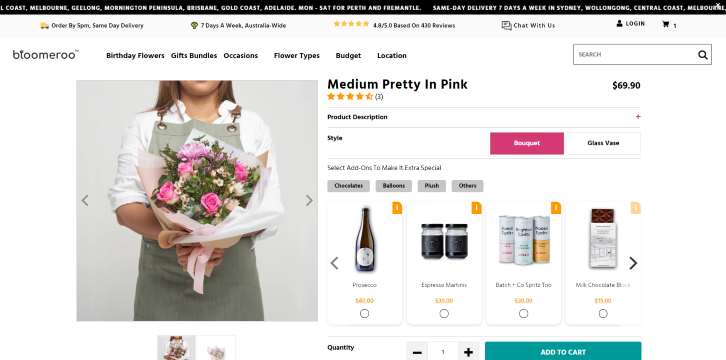 L COAST, MELBOURNE, GEELONG, MORNINGTON PENINSULA, BRISBANE, GOLD COAST, ADELAIDE. MON - SAT FOR PERTH AND FREMANTLE. SAME-DAY DELIVERY 7 DAYS A WEEK IN SYDNEY, WOLLONGONG, CENTRAL COAST, MELBOURNE,
Order By 5pm, Same Day Delivery
7 Days A Week, Australia-Wide
4.8/5.0 Based On 430 Reviews
Chat With Us
LOGIN
1
bloomeroo™
Birthday Flowers Gifts Bundles Occasions Flower Types Budget Location
SEARCH
Medium Pretty In Pink
$69.90
(3)
Product Description +
Style
Bouquet
Glass Vase
Select Add-Ons To Make It Extra Special
Chocolates Balloons Plush Others
i i i i
Prosecco Espresso Martinis Batch + Co Spritz Trio Milk Chocolate Block
$40.00 $30.00 $30.00 $15.00
Quantity
- 1 +
ADD TO CART